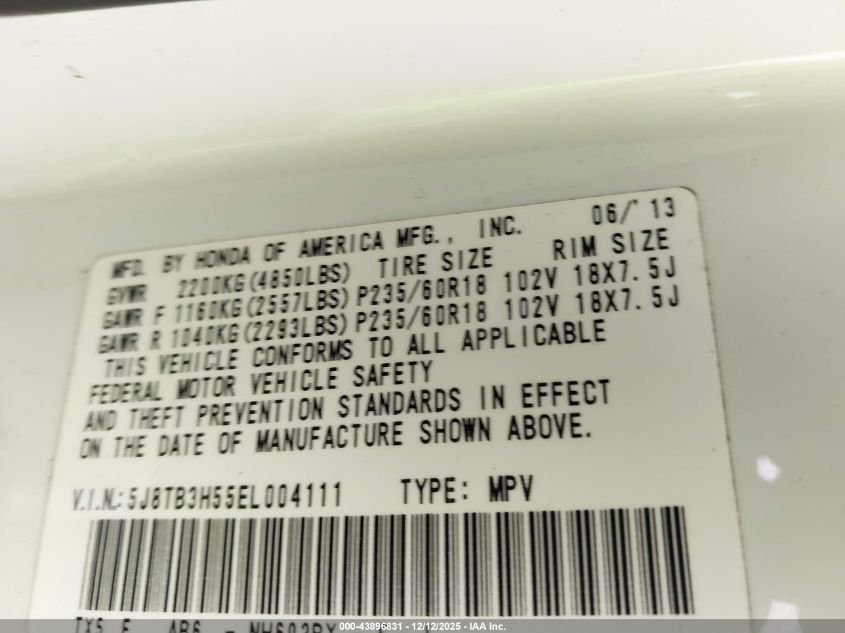 MFD. BY HONDA OF AMERICA MFG., INC. 06/'13
GVWR 2200KG(4850LBS) TIRE SIZE RIM SIZE
GAWR F 1160KG(2557LBS) P235/60R18 102V 18X7.5J
GAWR R 1040KG(2293LBS) P235/60R18 102V 18X7.5J
THIS VEHICLE CONFORMS TO ALL APPLICABLE
FEDERAL MOTOR VEHICLE SAFETY
AND THEFT PREVENTION STANDARDS IN EFFECT
ON THE DATE OF MANUFACTURE SHOWN ABOVE.
V.I.N.: 5J8TB3H55EL004111 TYPE: MPV
000-43896831 - 12/12/2025 - IAA Inc.